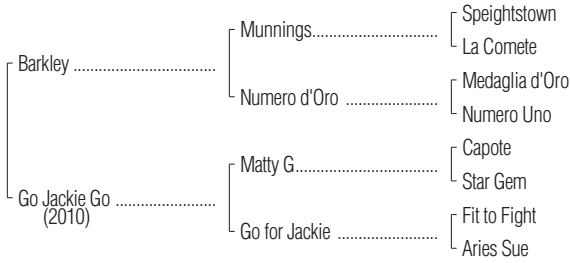 Speightstown
Munnings
La Comete
Barkley
Medaglia d'Oro
Numero d'Oro
Numero Uno
Capote
Matty G
Star Gem
Go Jackie Go
(2010)
Fit to Fight
Go for Jackie
Aries Sue